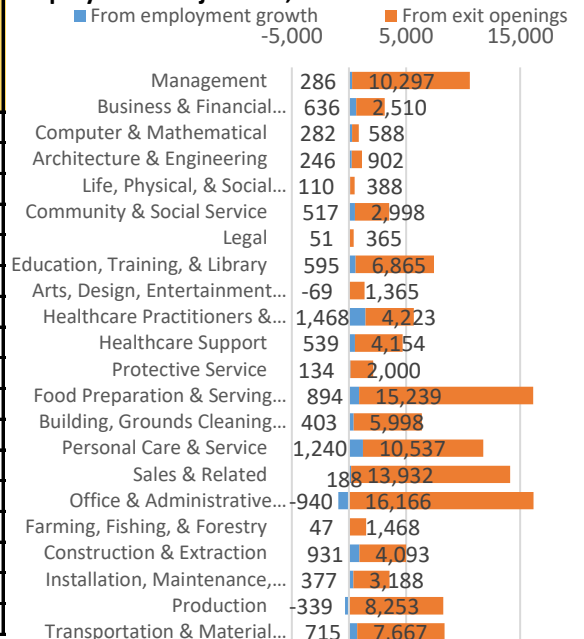 From employment growth From exit openings
-5,000 5,000 15,000
Management 286 10,297
Business & Financial... 636 2,510
Computer & Mathematical 282 588
Architecture & Engineering 246 902
Life, Physical, & Social... 110 388
Community & Social Service 517 2,998
Legal 51 365
Education, Training, & Library 595 6,865
Arts, Design, Entertainment... -69 1,365
Healthcare Practitioners &... 1,468 4,223
Healthcare Support 539 4,154
Protective Service 134 2,000
Food Preparation & Serving... 894 15,239
Building, Grounds Cleaning... 403 5,998
Personal Care & Service 1,240 10,537
Sales & Related 188 13,932
Office & Administrative... -940 16,166
Farming, Fishing, & Forestry 47 1,468
Construction & Extraction 931 4,093
Installation, Maintenance,... 377 3,188
Production -339 8,253
Transportation & Material... 715 7,667